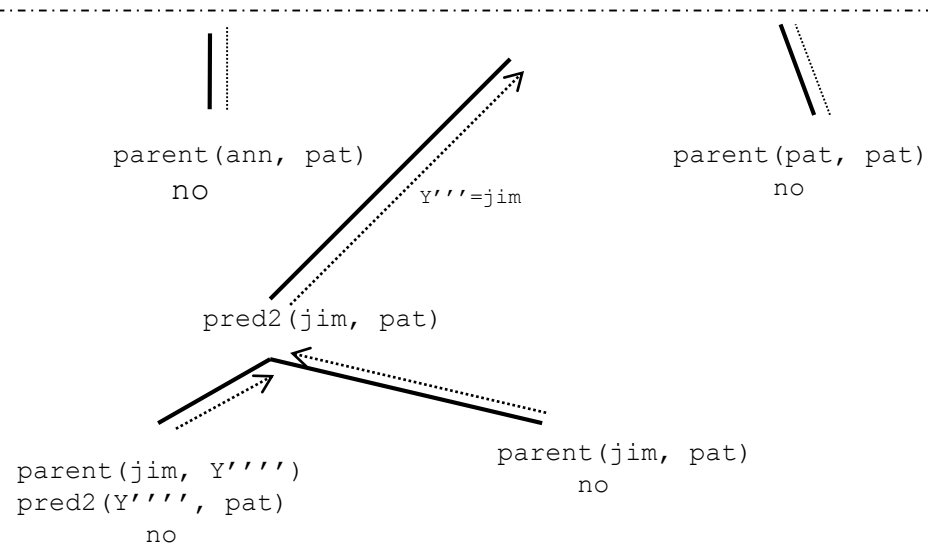 parent(ann, pat)
no
parent(pat, pat)
no
Y’’’=jim
pred2(jim, pat)
parent(jim, Y’’’’)
pred2(Y’’’’, pat)
no
parent(jim, pat)
no